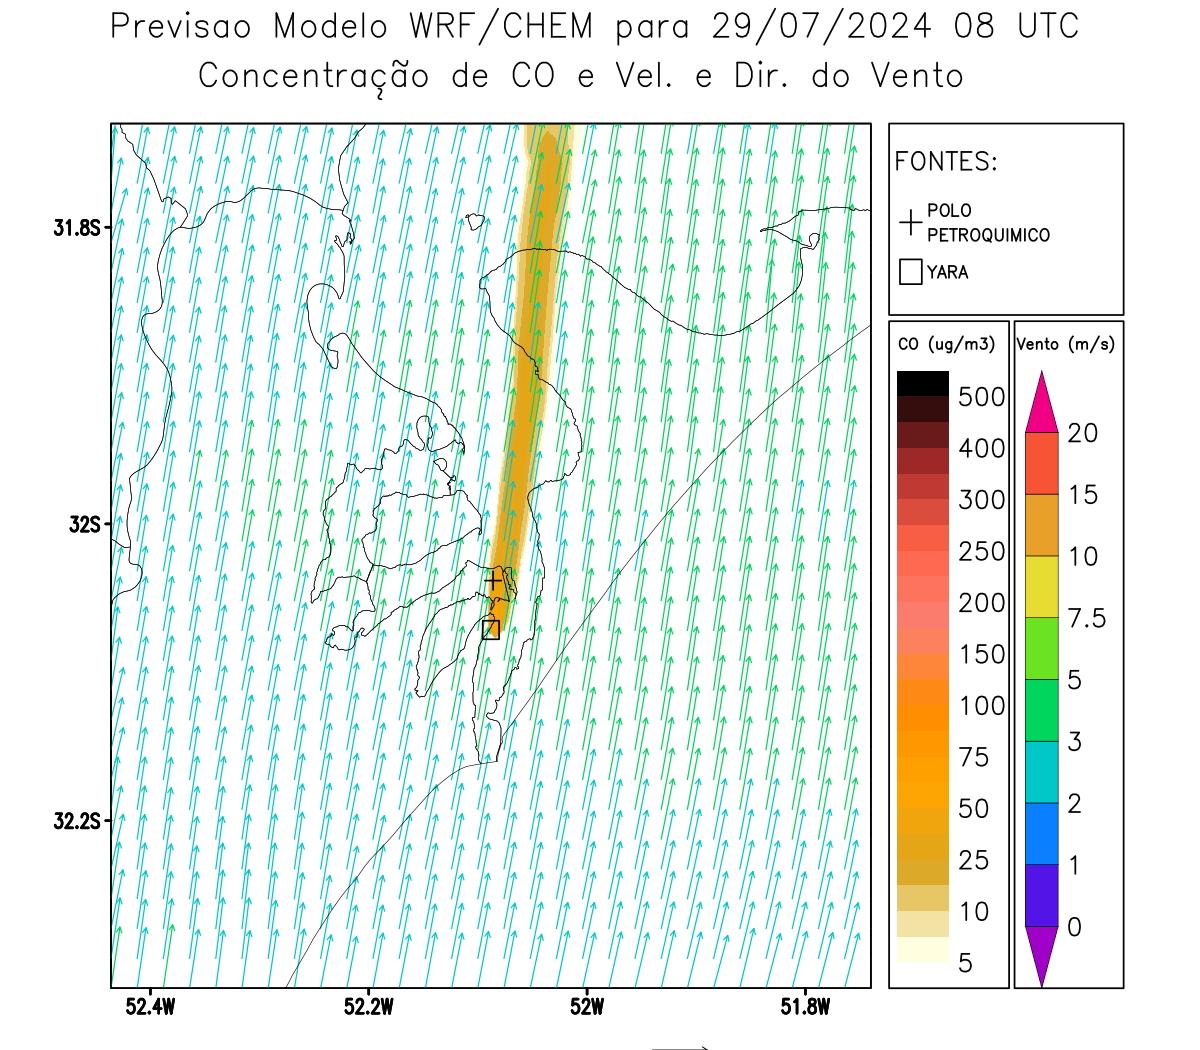 Previsao Modelo WRF/CHEM para 29/07/2024 08 UTC
Concentração de CO e Vel. e Dir. do Vento
FONTES:
POLO
PETROQUIMICO
YARA
CO (ug/m3)
500
400
300
250
200
150
100
75
50
25
10
5
Vento (m/s)
20
15
10
7.5
5
3
2
1
0
31.8S
32S
32.2S
52.4W
52.2W
52W
51.8W